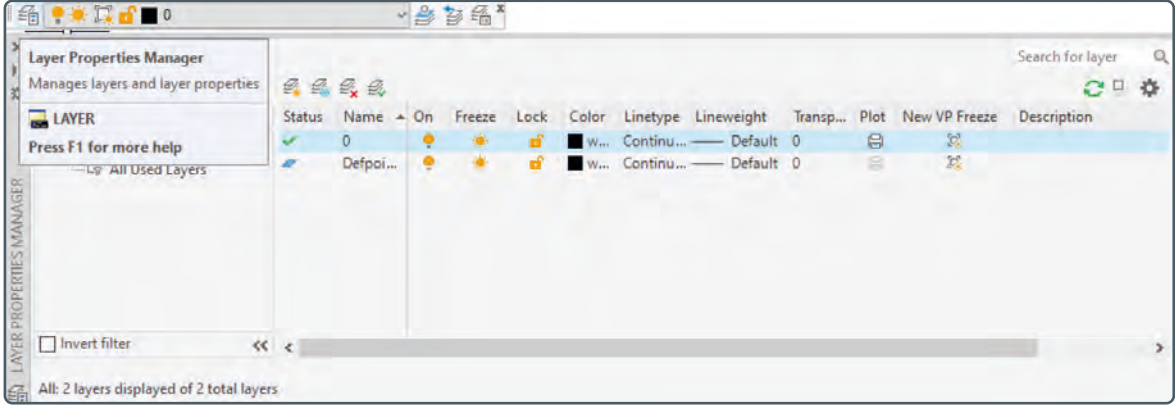 0
Layer Properties Manager
Manages layers and layer properties
LAYER
Press F1 for more help
Search for layer
Status Name On Freeze Lock Color Linetype Lineweight Transp... Plot New VP Freeze Description
0 w... Continu... Default 0
Defpoi... w... Continu... Default 0
All Used Layers
LAYER PROPERTIES MANAGER
Invert filter
All: 2 layers displayed of 2 total layers